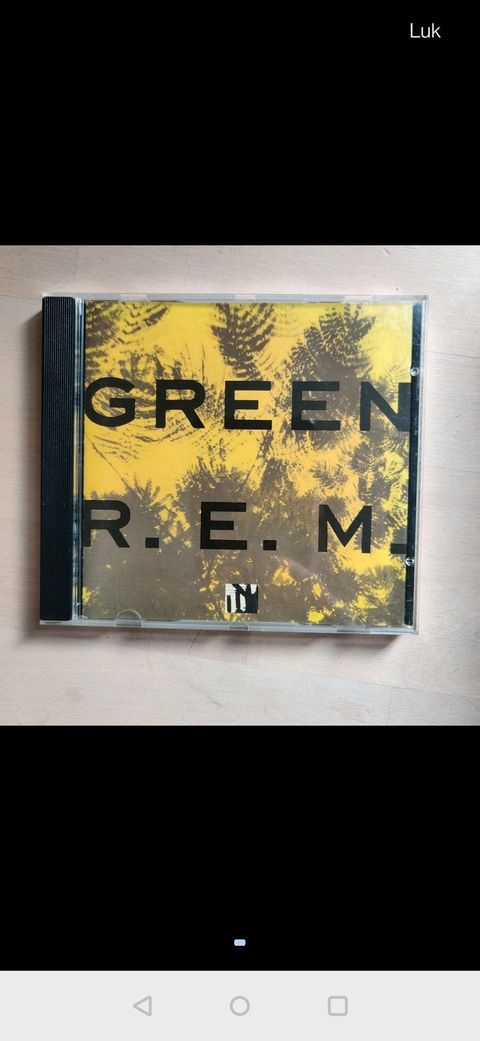 Luk
GREEN
R. E. M.